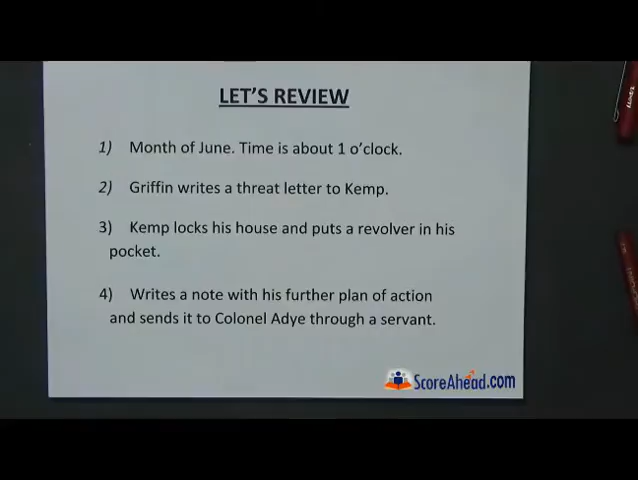 LET'S REVIEW
1) Month of June. Time is about 1 o'clock.
2) Griffin writes a threat letter to Kemp.
3) Kemp locks his house and puts a revolver in his
pocket.
4) Writes a note with his further plan of action
and sends it to Colonel Adye through a servant.
ScoreAhead.com